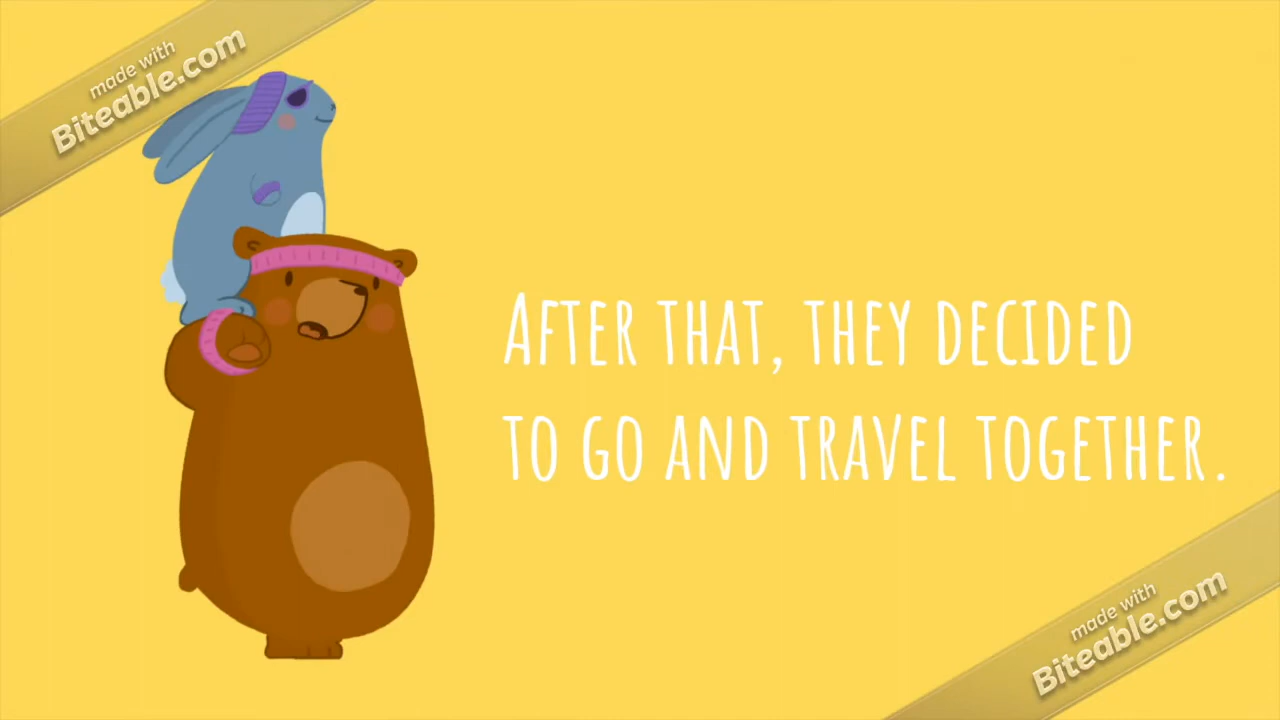 made with
Biteable.com
AFTER THAT, THEY DECIDED
TO GO AND TRAVEL TOGETHER.
made with
Biteable.com